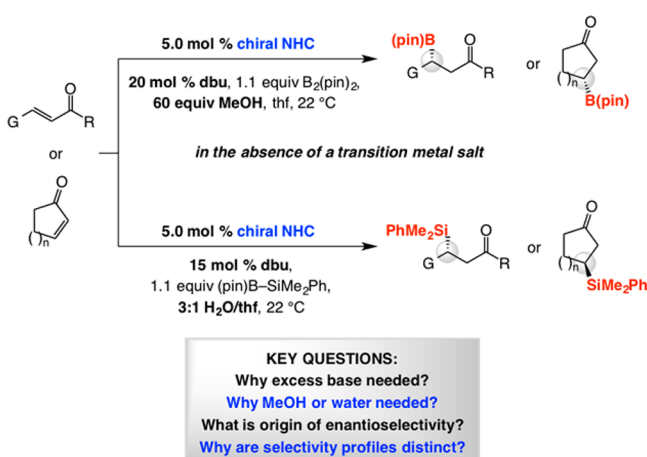 5.0 mol % chiral NHC
20 mol % dbu, 1.1 equiv B₂(pin)₂,
60 equiv MeOH, thf, 22 °C
(pin)B
O
G
R
or
O
( )n
B(pin)
G
O
R
or
O
( )n
in the absence of a transition metal salt
5.0 mol % chiral NHC
15 mol % dbu,
1.1 equiv (pin)B–SiMe₂Ph,
3:1 H₂O/thf, 22 °C
PhMe₂Si
O
G
R
or
O
( )n
SiMe₂Ph
KEY QUESTIONS:
Why excess base needed?
Why MeOH or water needed?
What is origin of enantioselectivity?
Why are selectivity profiles distinct?